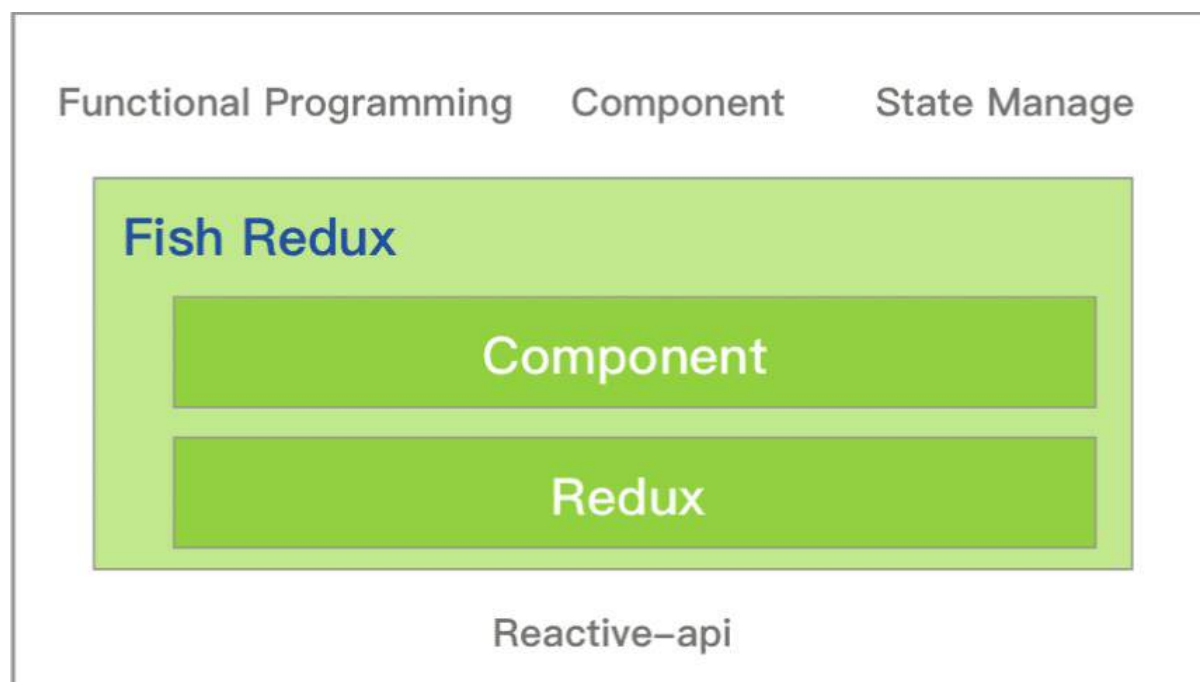 Functional Programming Component State Manage
Fish Redux
Component
Redux
Reactive-api